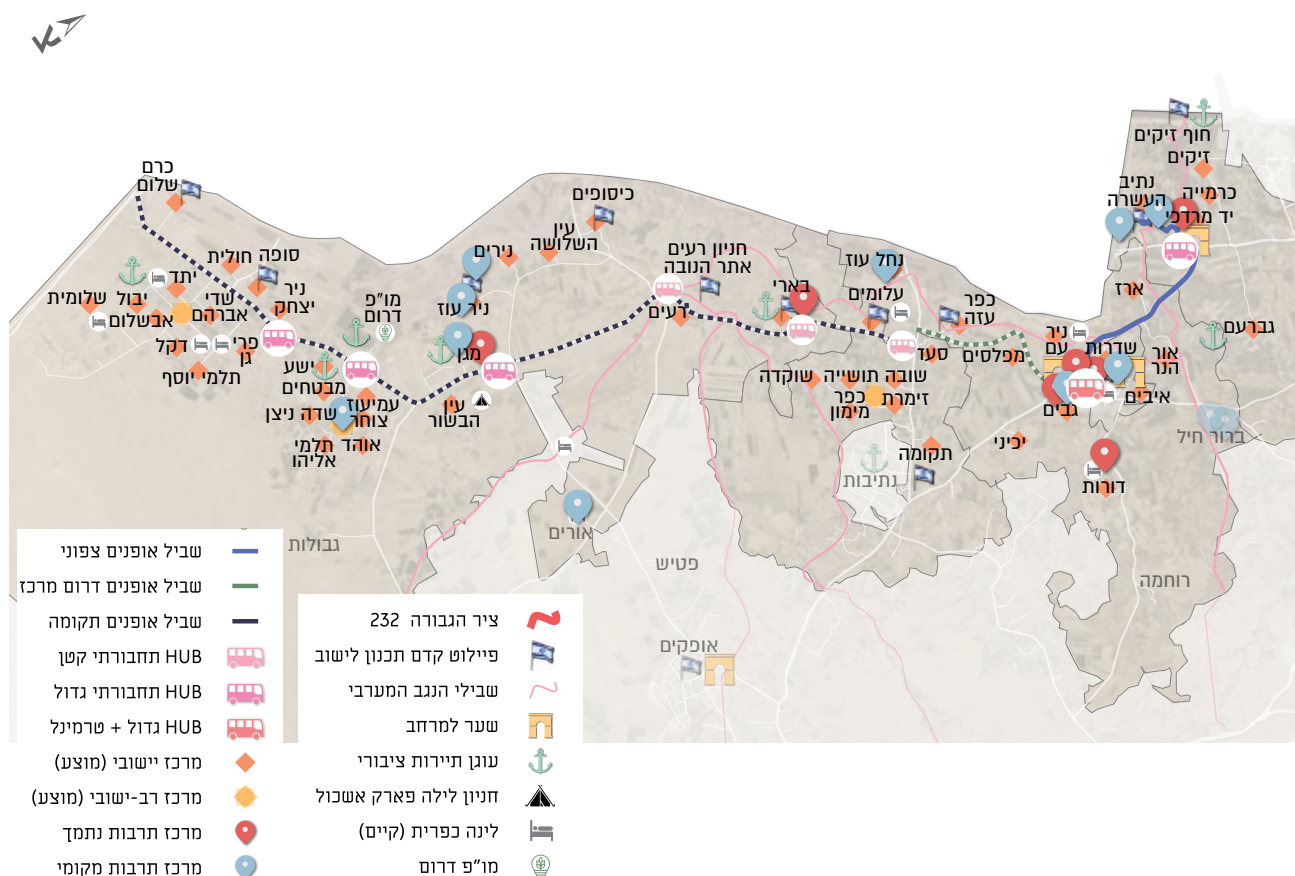 חוף זיקים
זיקים
נתיב
העשרה
כרמייה
יד מרדכי
כרם
שלום
כיסופים
עין
השלושה
נירים
חניון רעים
אתר הנובה
נחל עוז
חולית
סופה
יתד
ניר
יצחק
שלומית
יבול
שדי
אברהם
אבשלום
מו"פ
דרום
ניר עוז
רעים
בארי
עלומים
כפר
עזה
ארז
גברעם
ניר
עם
שדרות
אור
הנר
איבים
גבים
מפלסים
סעד
דקל
פרי
גן
תלמי יוסף
ישע
מבטחים
מגן
עמיעוז
צוחר
שדה ניצן
עין
הבשור
שוקדה
תושייה
שובה
כפר
מימון
זימרת
תלמי
אליהו
אוהד
יכיני
תקומה
נתיבות
ברור חיל
דורות
אורים
גבולות
פטיש
רוחמה
אופקים
שביל אופנים צפוני
שביל אופנים דרום מרכז
שביל אופנים תקומה
HUB תחבורתי קטן
HUB תחבורתי גדול
HUB גדול + טרמינל
מרכז יישובי (מוצע)
מרכז רב-ישובי (מוצע)
מרכז תרבות נתמך
מרכז תרבות מקומי
ציר הגבורה 232
פיילוט קדם תכנון לישוב
שבילי הנגב המערבי
שער למרחב
עוגן תיירות ציבורי
חניון לילה פארק אשכול
לינה כפרית (קיים)
מו"פ דרום